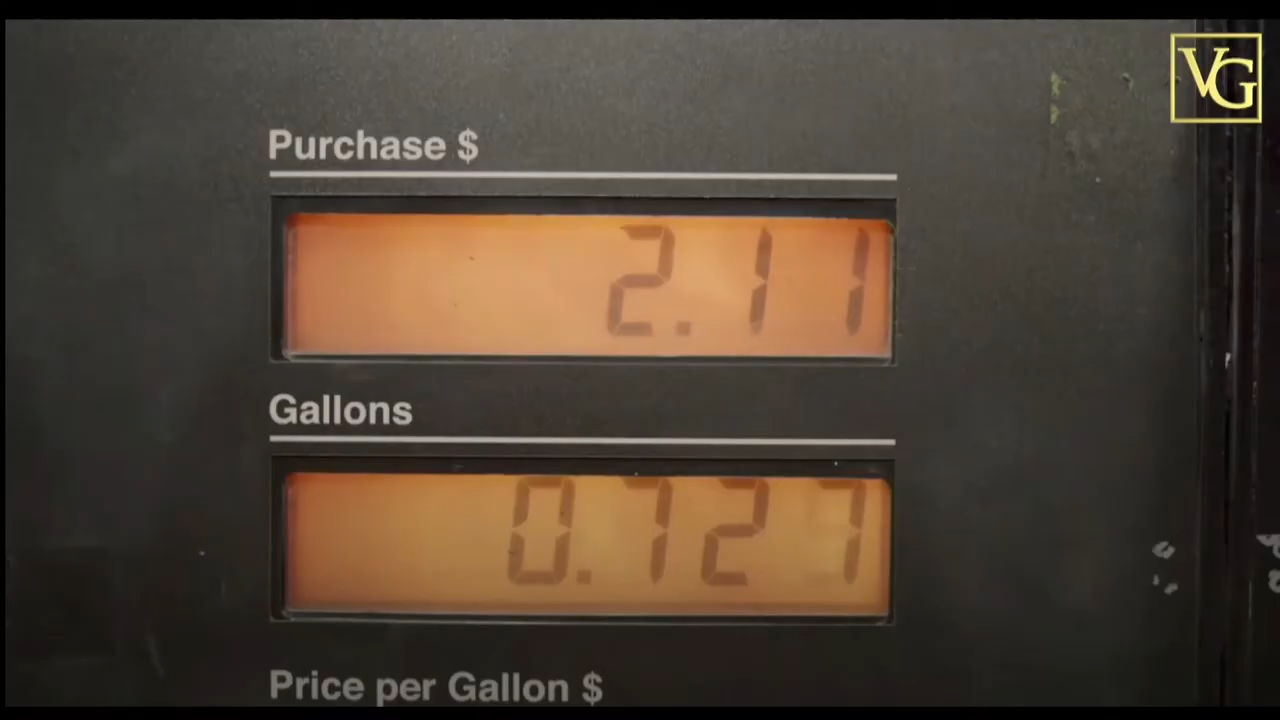 VG
Purchase $
2.11
Gallons
0.727
Price per Gallon $